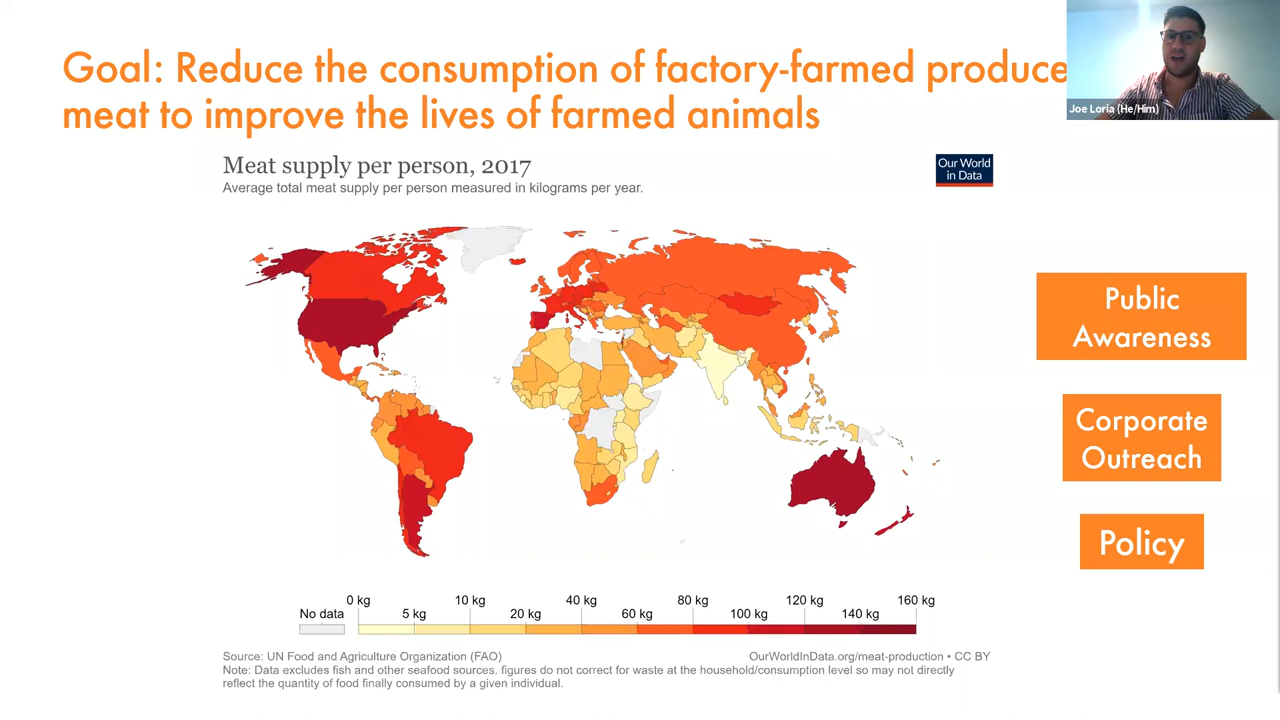 Goal: Reduce the consumption of factory-farmed produce
meat to improve the lives of farmed animals
Joe Loria (He/Him)
Meat supply per person, 2017
Average total meat supply per person measured in kilograms per year.
Our World
in Data
Public
Awareness
Corporate
Outreach
Policy
No data
0 kg
5 kg
10 kg
20 kg
40 kg
60 kg
80 kg
100 kg
120 kg
140 kg
160 kg
Source: UN Food and Agriculture Organization (FAO)
OurWorldInData.org/meat-production • CC BY
Note: Data excludes fish and other seafood sources. figures do not correct for waste at the household/consumption level so may not directly
reflect the quantity of food finally consumed by a given individual.